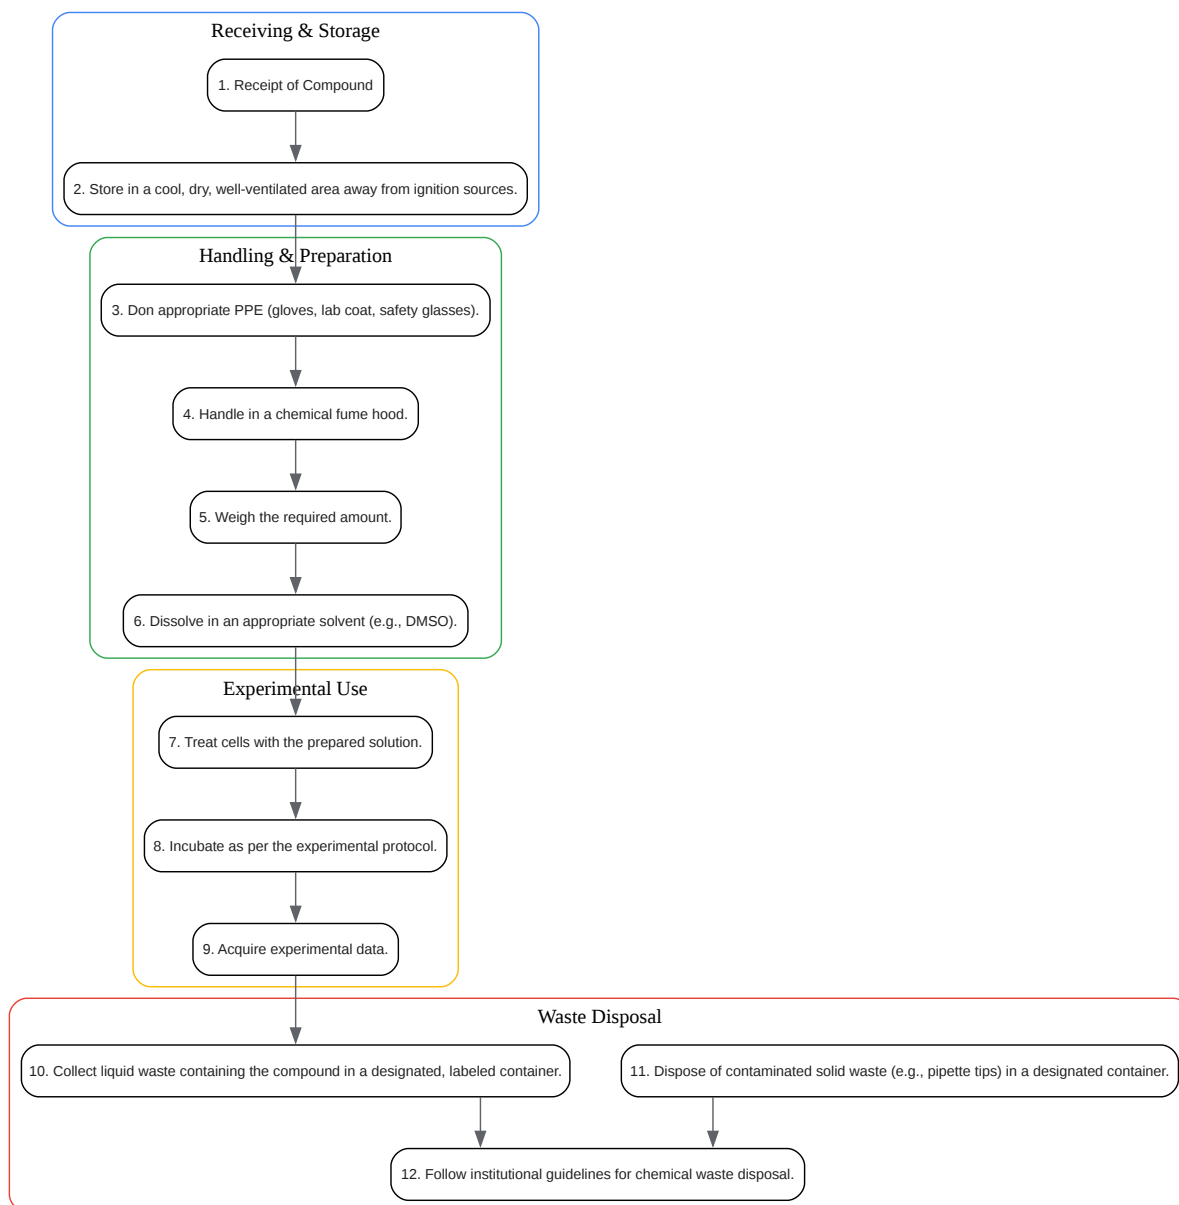 Receiving & Storage
1. Receipt of Compound
2. Store in a cool, dry, well-ventilated area away from ignition sources.
Handling & Preparation
3. Don appropriate PPE (gloves, lab coat, safety glasses).
4. Handle in a chemical fume hood.
5. Weigh the required amount.
6. Dissolve in an appropriate solvent (e.g., DMSO).
Experimental Use
7. Treat cells with the prepared solution.
8. Incubate as per the experimental protocol.
9. Acquire experimental data.
Waste Disposal
10. Collect liquid waste containing the compound in a designated, labeled container.
11. Dispose of contaminated solid waste (e.g., pipette tips) in a designated container.
12. Follow institutional guidelines for chemical waste disposal.